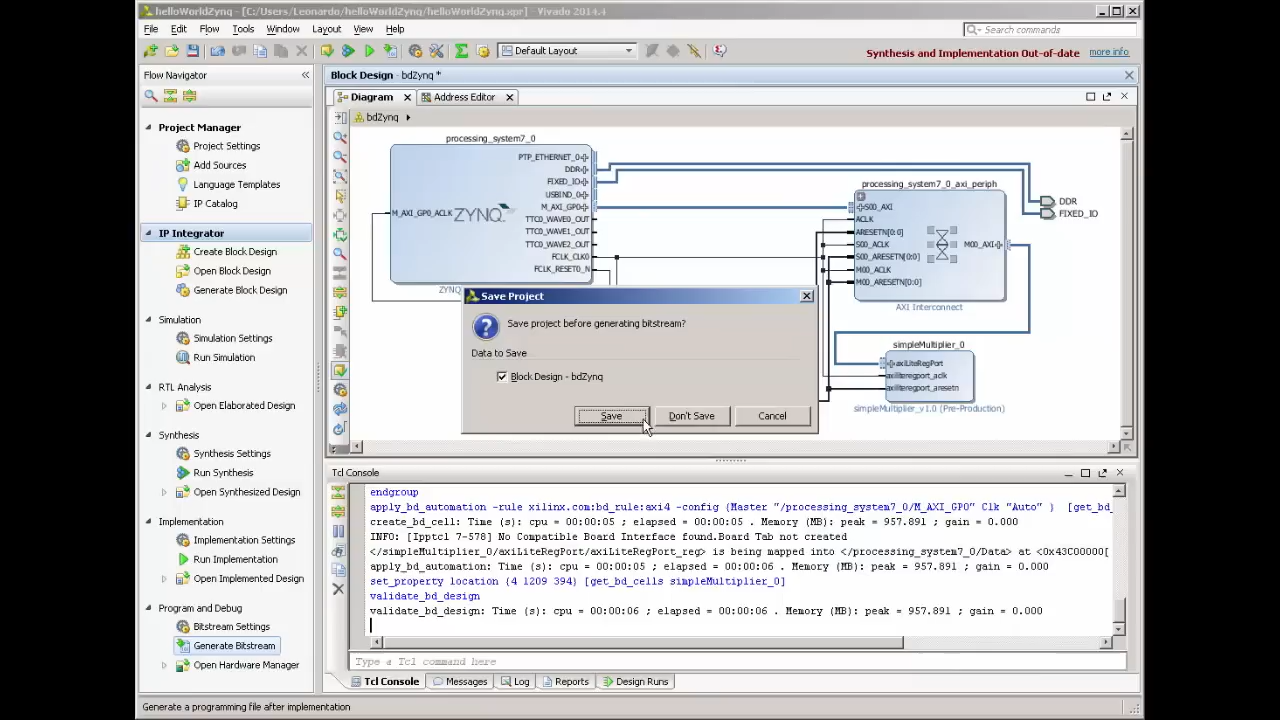 helloWorldZynq - [C:/Users/Leonardo/helloWorldZynq/helloWorldZynq.xpr] - Vivado 2014.4
File Edit Flow Tools Window Layout View Help
Search commands
Default Layout
Synthesis and Implementation Out-of-date more info
Flow Navigator
Project Manager
Project Settings
Add Sources
Language Templates
IP Catalog
IP Integrator
Create Block Design
Open Block Design
Generate Block Design
Simulation
Simulation Settings
Run Simulation
RTL Analysis
Open Elaborated Design
Synthesis
Synthesis Settings
Run Synthesis
Open Synthesized Design
Implementation
Implementation Settings
Run Implementation
Open Implemented Design
Program and Debug
Bitstream Settings
Generate Bitstream
Open Hardware Manager
Block Design - bdZynq *
Diagram Address Editor
bdZynq
processing_system7_0
PTP_ETHERNET_0
DDR
FIXED_IO
USBIND_0
M_AXI_GP0
M_AXI_GP0_ACLK ZYNQ
TTC0_WAVE0_OUT
TTC0_WAVE1_OUT
TTC0_WAVE2_OUT
FCLK_CLK0
FCLK_RESET0_N
ZYNQ
processing_system7_0_axi_periph
S00_AXI
ACLK
ARESETN[0:0]
S00_ACLK
M00_AXI
S00_ARESETN[0:0]
M00_ACLK
M00_ARESETN[0:0]
AXI Interconnect
DDR
FIXED_IO
simpleMultiplier_0
axiLiteRegPort
axiliteregport_aclk
axiliteregport_aresetn
simpleMultiplier_v1.0 (Pre-Production)
Save Project
Save project before generating bitstream?
Data to Save
Block Design - bdZynq
Save Don't Save Cancel
Tcl Console
endgroup
apply_bd_automation -rule xilinx.com:bd_rule:axi4 -config {Master "/processing_system7_0/M_AXI_GP0" Clk "Auto" } [get_bd_
create_bd_cell: Time (s): cpu = 00:00:05 ; elapsed = 00:00:05 . Memory (MB): peak = 957.891 ; gain = 0.000
INFO: [Ipptcl 7-578] No Compatible Board Interface found.Board Tab not created
</simpleMultiplier_0/axiLiteRegPort/axiLiteRegPort_reg> is being mapped into </processing_system7_0/Data> at <0x43C00000[
apply_bd_automation: Time (s): cpu = 00:00:05 ; elapsed = 00:00:06 . Memory (MB): peak = 957.891 ; gain = 0.000
set_property location {4 1209 394} [get_bd_cells simpleMultiplier_0]
validate_bd_design
validate_bd_design: Time (s): cpu = 00:00:06 ; elapsed = 00:00:06 . Memory (MB): peak = 957.891 ; gain = 0.000
Type a Tcl command here
Tcl Console Messages Log Reports Design Runs
Generate a programming file after implementation